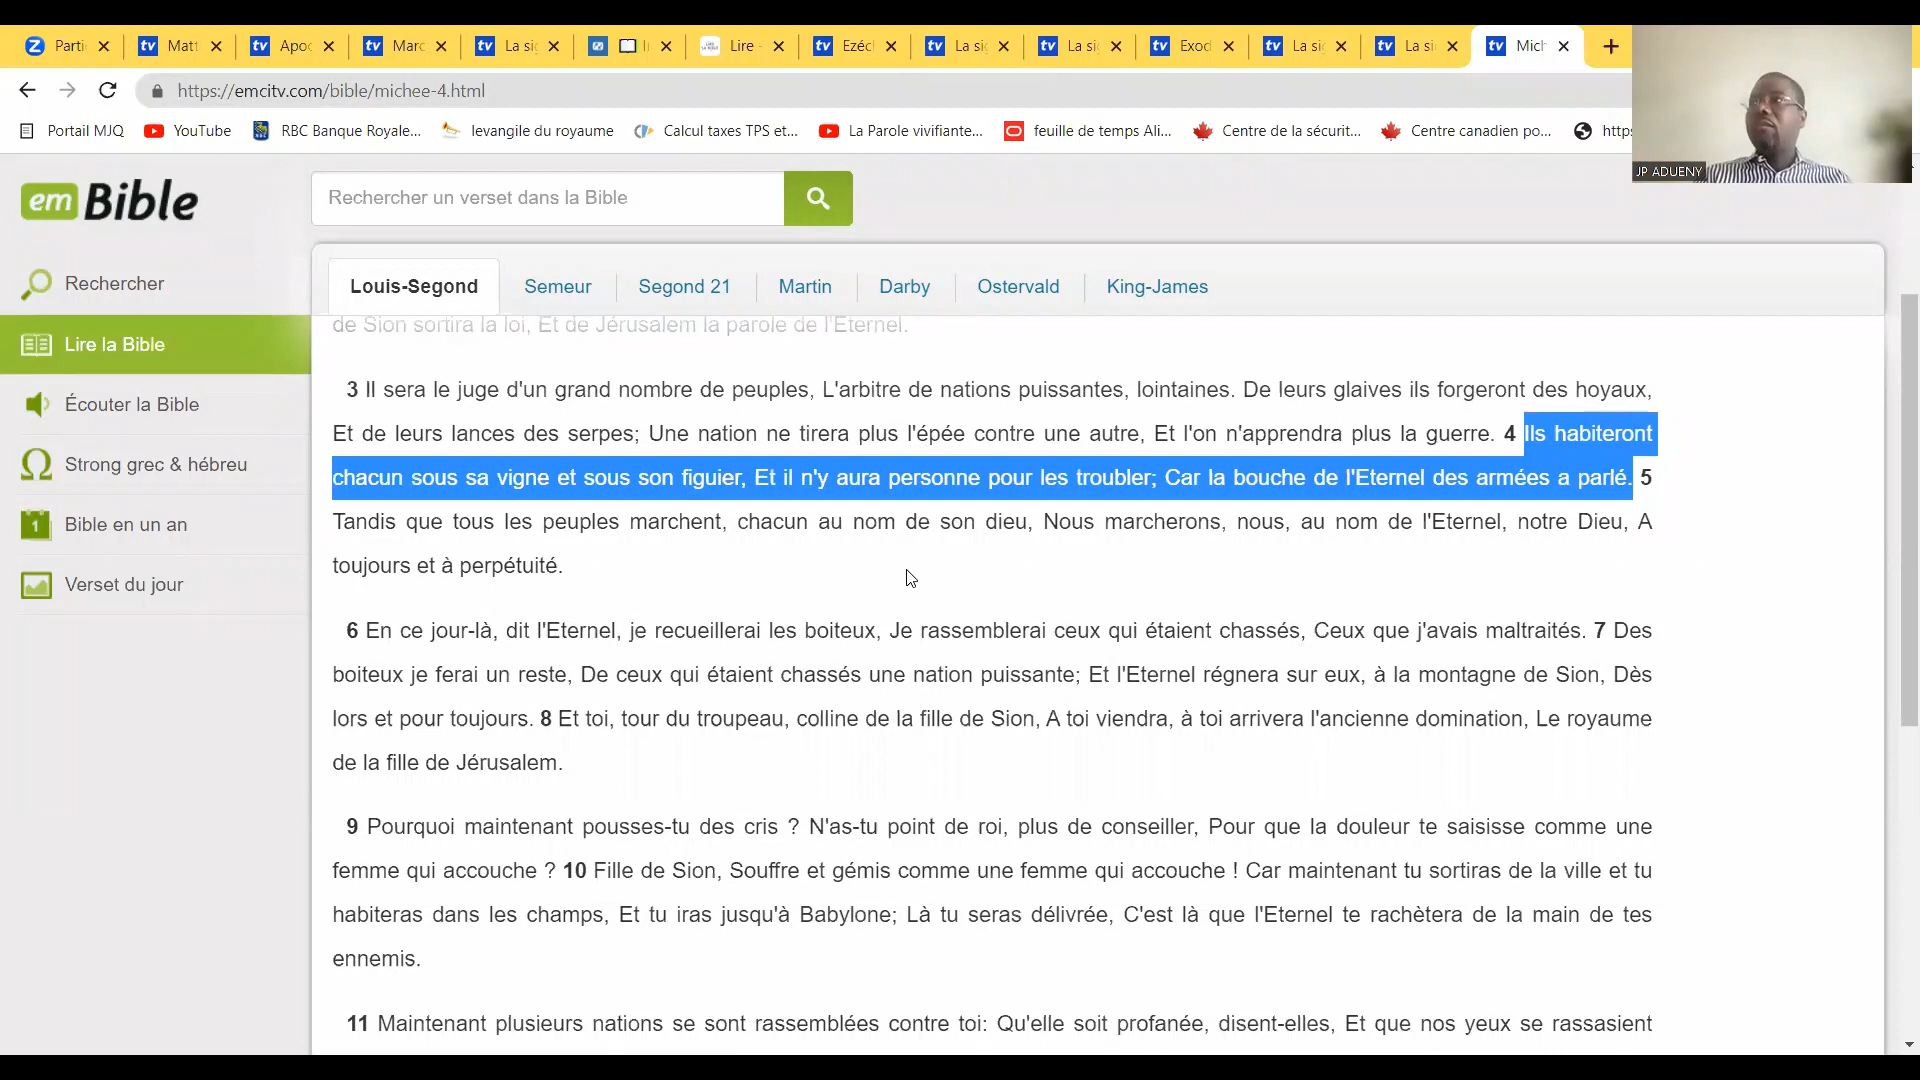 Parti
Matt
Apoc
Marc
La si
Lire -
Ezéc
La si
La si
Exod
La si
La si
Mich
https://emcitv.com/bible/michee-4.html
Portail MJQ
YouTube
RBC Banque Royale...
levangile du royaume
Calcul taxes TPS et...
La Parole vivifiante...
feuille de temps Ali...
Centre de la sécurit...
Centre canadien po...
https
JP ADUENY
em Bible
Rechercher un verset dans la Bible
Rechercher
Lire la Bible
Écouter la Bible
Strong grec & hébreu
1
Bible en un an
Verset du jour
Louis-Segond
Semeur
Segond 21
Martin
Darby
Ostervald
King-James
de Sion sortira la loi, Et de Jérusalem la parole de l'Eternel.
3 Il sera le juge d'un grand nombre de peuples, L'arbitre de nations puissantes, lointaines. De leurs glaives ils forgeront des hoyaux,
Et de leurs lances des serpes; Une nation ne tirera plus l'épée contre une autre, Et l'on n'apprendra plus la guerre. 4 Ils habiteront
chacun sous sa vigne et sous son figuier, Et il n'y aura personne pour les troubler; Car la bouche de l'Eternel des armées a parlé. 5
Tandis que tous les peuples marchent, chacun au nom de son dieu, Nous marcherons, nous, au nom de l'Eternel, notre Dieu, A
toujours et à perpétuité.
6 En ce jour-là, dit l'Eternel, je recueillerai les boiteux, Je rassemblerai ceux qui étaient chassés, Ceux que j'avais maltraités. 7 Des
boiteux je ferai un reste, De ceux qui étaient chassés une nation puissante; Et l'Eternel régnera sur eux, à la montagne de Sion, Dès
lors et pour toujours. 8 Et toi, tour du troupeau, colline de la fille de Sion, A toi viendra, à toi arrivera l'ancienne domination, Le royaume
de la fille de Jérusalem.
9 Pourquoi maintenant pousses-tu des cris ? N'as-tu point de roi, plus de conseiller, Pour que la douleur te saisisse comme une
femme qui accouche ? 10 Fille de Sion, Souffre et gémis comme une femme qui accouche ! Car maintenant tu sortiras de la ville et tu
habiteras dans les champs, Et tu iras jusqu'à Babylone; Là tu seras délivrée, C'est là que l'Eternel te rachètera de la main de tes
ennemis.
11 Maintenant plusieurs nations se sont rassemblées contre toi: Qu'elle soit profanée, disent-elles, Et que nos yeux se rassasient